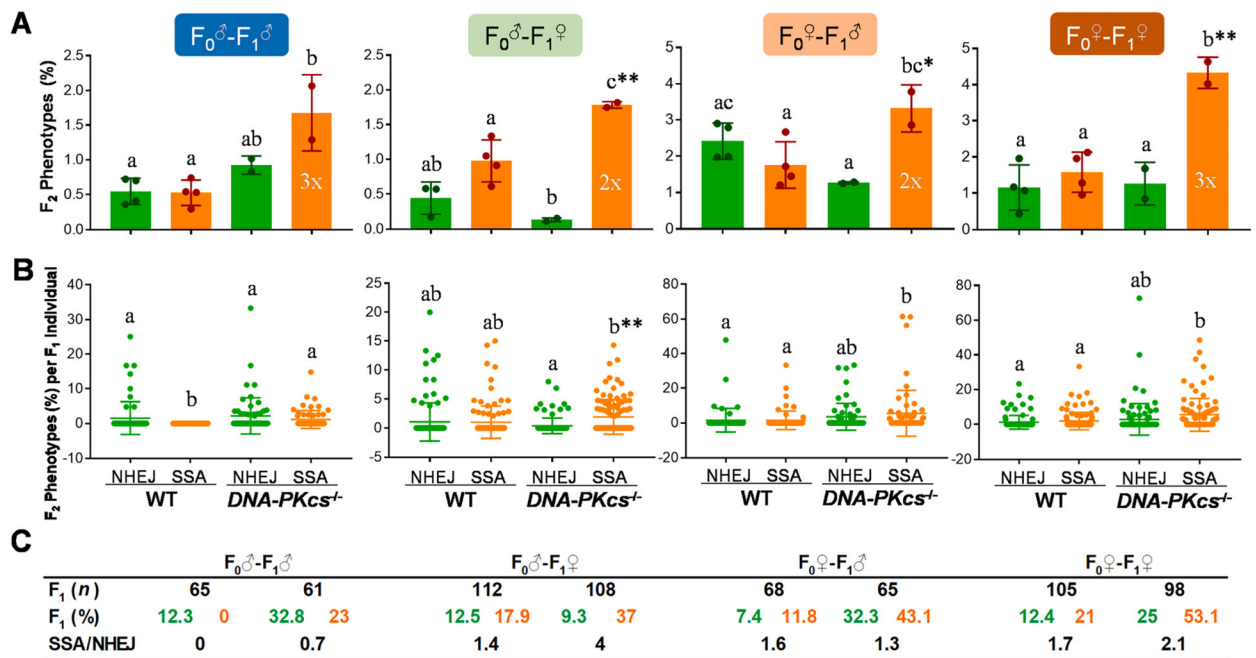 A
F₀♂-F₁♂ F₀♂-F₁♀ F₀♀-F₁♂ F₀♀-F₁♀
F₂ Phenotypes (%)
2.5
2.0
1.5
1.0
0.5
0.0
a a ab b
3x
2.5
2.0
1.5
1.0
0.5
0.0
ab a b c**
2x
5
4
3
2
1
0
ac a a bc*
2x
5
4
3
2
1
0
a a a b**
3x
B
F₂ Phenotypes (%) per F₁ Individual
40
30
20
10
0
-10
a b a a
NHEJ SSA NHEJ SSA
WT DNA-PKcs-/-
25
20
15
10
5
0
-5
ab ab a b**
NHEJ SSA NHEJ SSA
WT DNA-PKcs-/-
80
60
40
20
0
-20
a a ab b
NHEJ SSA NHEJ SSA
WT DNA-PKcs-/-
80
60
40
20
0
-20
a a ab b
NHEJ SSA NHEJ SSA
WT DNA-PKcs-/-
C
F₀♂-F₁♂ F₀♂-F₁♀ F₀♀-F₁♂ F₀♀-F₁♀
F₁ (n) 65 61 112 108 68 65 105 98
F₁ (%) 12.3 0 32.8 23 12.5 17.9 9.3 37 7.4 11.8 32.3 43.1 12.4 21 25 53.1
SSA/NHEJ 0 0.7 1.4 4 1.6 1.3 1.7 2.1